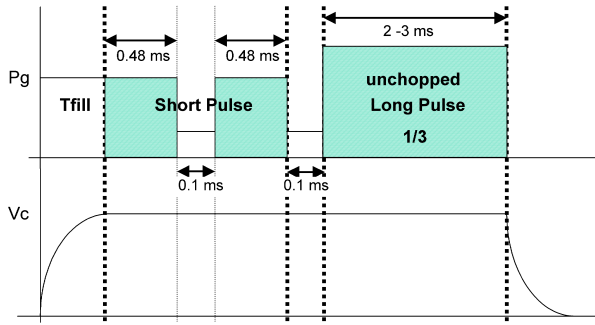 2 -3 ms
0.48 ms
0.48 ms
Pg
Tfill
Short Pulse
unchopped
Long Pulse
1/3
0.1 ms
0.1 ms
Vc